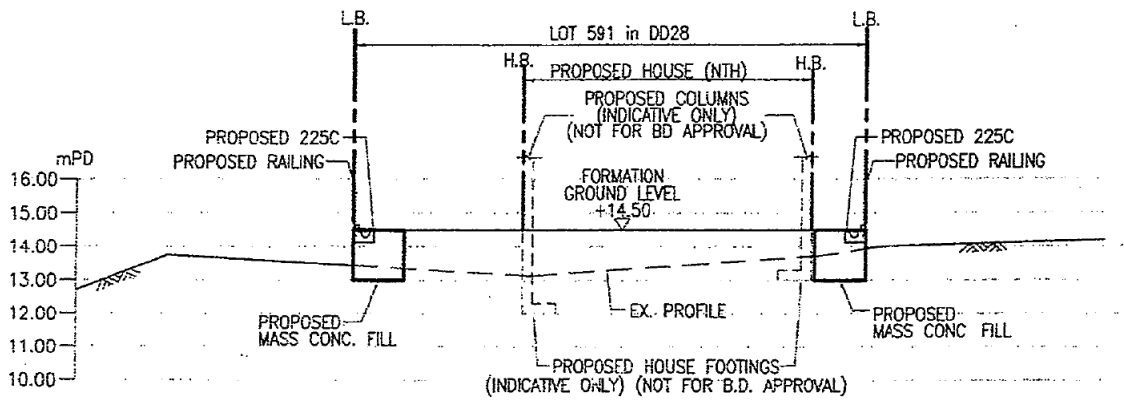 L.B.
L.B.
LOT 591 in DD28
H.B.
H.B.
PROPOSED HOUSE (NTH)
PROPOSED COLUMNS
(INDICATIVE ONLY)
(NOT FOR BD APPROVAL)
PROPOSED 225C
PROPOSED 225C
mPD
PROPOSED RAILING
PROPOSED RAILING
16.00
FORMATION
GROUND LEVEL
+14.50
15.00
14.00
13.00
12.00
11.00
10.00
EX. PROFILE
PROPOSED
MASS CONC. FILL
PROPOSED
MASS CONC FILL
PROPOSED HOUSE FOOTINGS
(INDICATIVE ONLY) (NOT FOR B.D. APPROVAL)